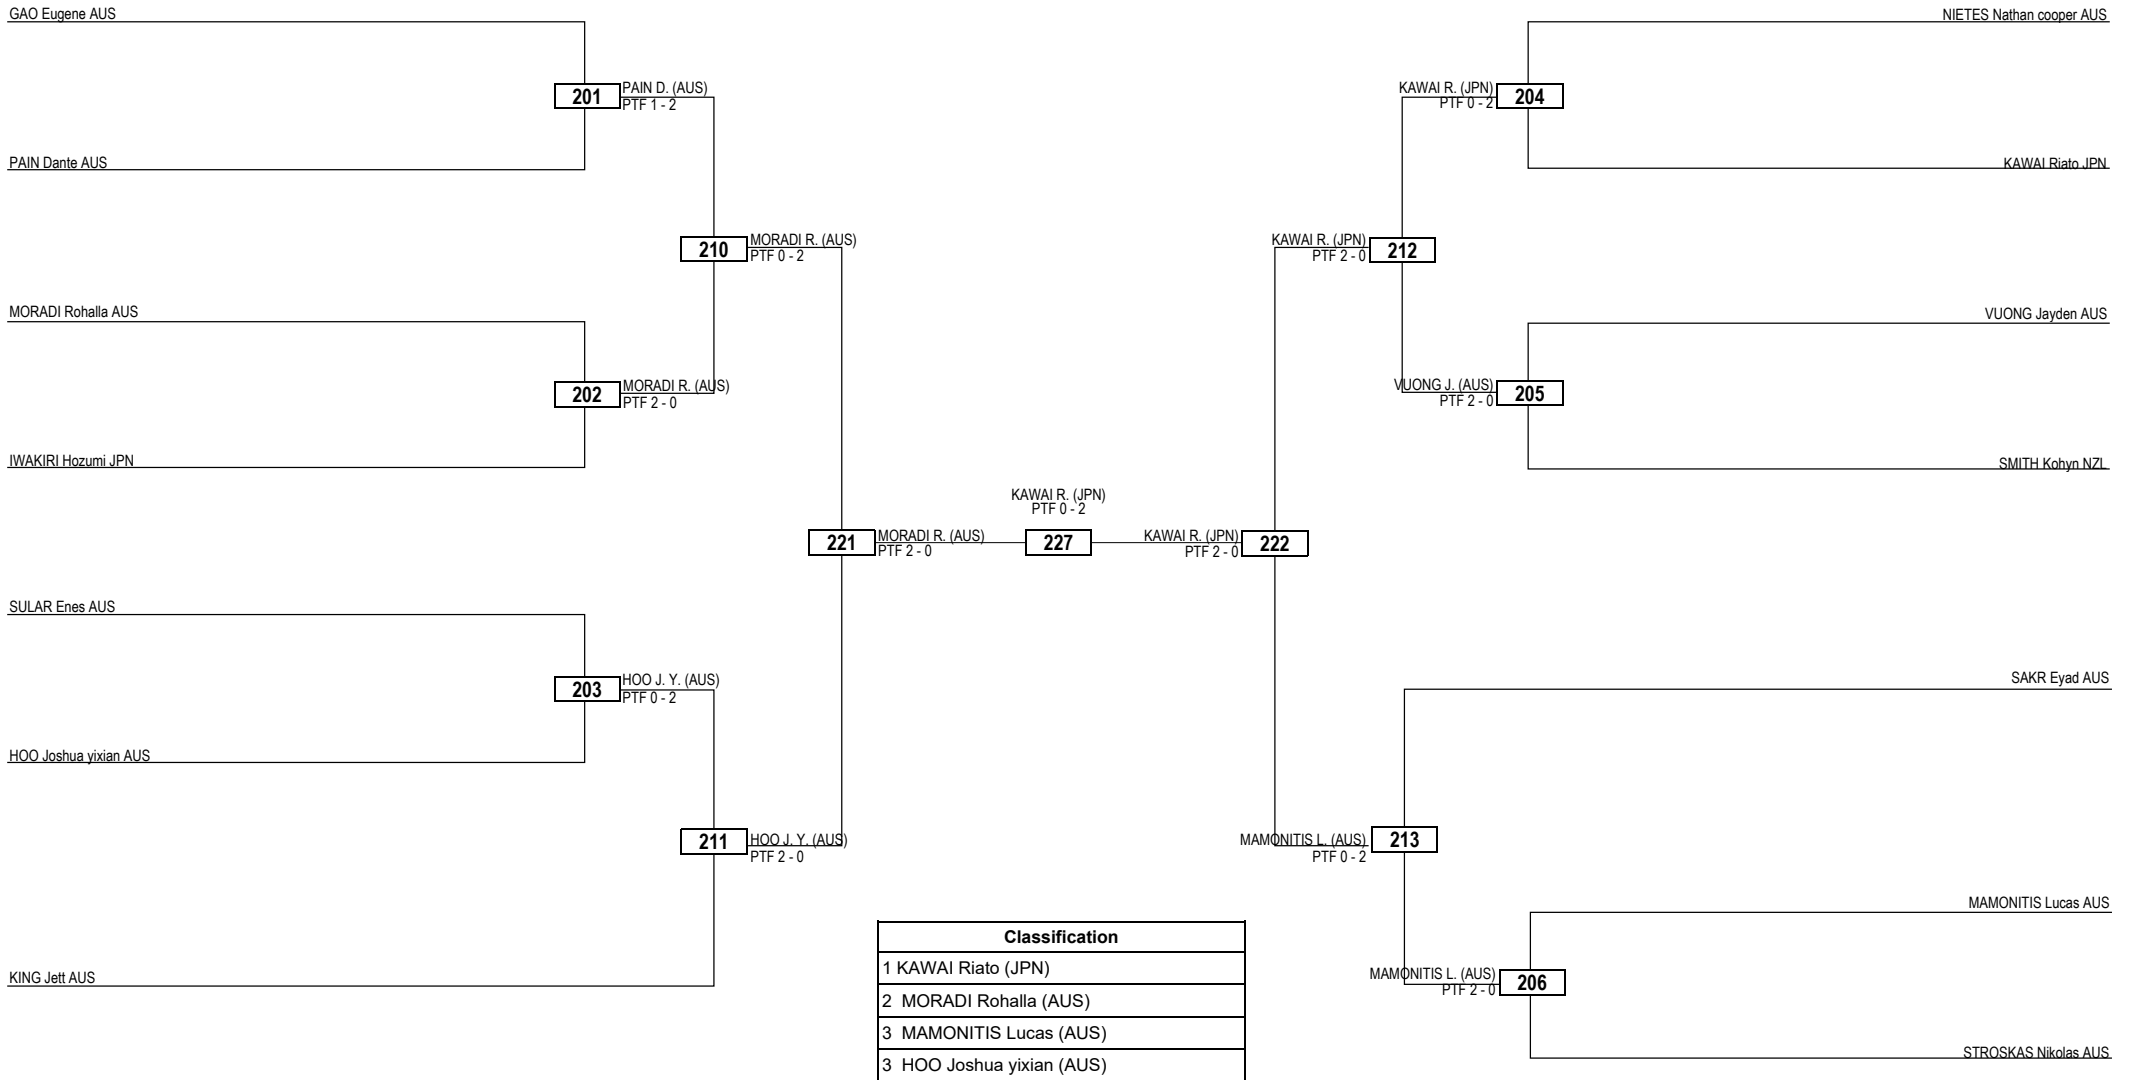 GAO Eugene AUS
NIETES Nathan cooper AUS
201
PAIN D. (AUS)
PTF 1 - 2
KAWAI R. (JPN)
PTF 0 - 2
204
PAIN Dante AUS
KAWAI Riato JPN
210
MORADI R. (AUS)
PTF 0 - 2
KAWAI R. (JPN)
PTF 2 - 0
212
MORADI Rohalla AUS
VUONG Jayden AUS
202
MORADI R. (AUS)
PTF 2 - 0
VUONG J. (AUS)
PTF 2 - 0
205
IWAKIRI Hozumi JPN
SMITH Kohyn NZL
KAWAI R. (JPN)
PTF 0 - 2
221
MORADI R. (AUS)
PTF 2 - 0
227
KAWAI R. (JPN)
PTF 2 - 0
222
SULAR Enes AUS
SAKR Eyad AUS
203
HOO J. Y. (AUS)
PTF 0 - 2
HOO Joshua yixian AUS
211
HOO J. Y. (AUS)
PTF 2 - 0
MAMONITIS L. (AUS)
PTF 0 - 2
213
MAMONITIS Lucas AUS
KING Jett AUS
MAMONITIS L. (AUS)
PTF 2 - 0
206
STROSKAS Nikolas AUS
Classification
1 KAWAI Riato (JPN)
2 MORADI Rohalla (AUS)
3 MAMONITIS Lucas (AUS)
3 HOO Joshua yixian (AUS)